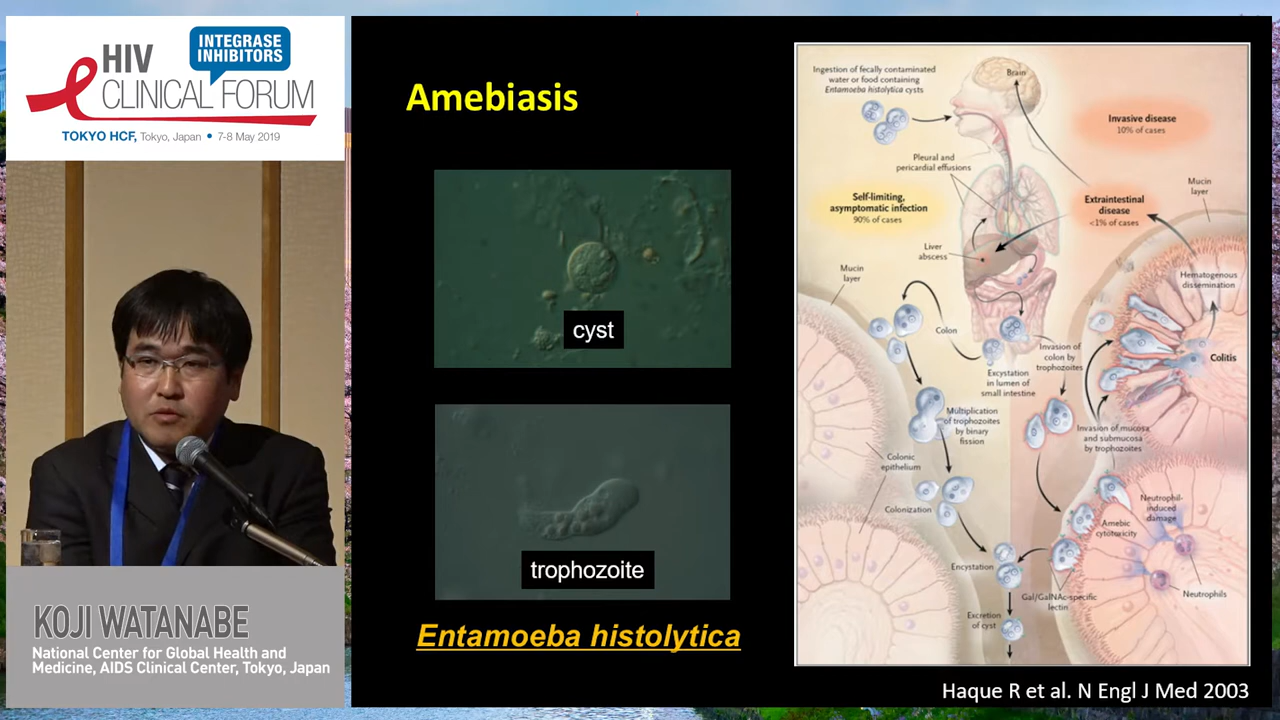 HIV
INTEGRASE
INHIBITORS
CLINICAL FORUM
TOKYO HCF, Tokyo, Japan • 7-8 May 2019
KOJI WATANABE
National Center for Global Health and
Medicine, AIDS Clinical Center, Tokyo, Japan
Amebiasis
cyst
trophozoite
Entamoeba histolytica
Ingestion of fecally contaminated
water or food containing
Entamoeba histolytica cysts
Brain
Invasive disease
10% of cases
Pleural and
pericardial effusions
Mucin
layer
Self-limiting,
asymptomatic infection
90% of cases
Extraintestinal
disease
<1% of cases
Liver
abscess
Mucin
layer
Hematogenous
dissemination
Colon
Invasion of
colon by
trophozoites
Colitis
Excystation
in lumen of
small intestine
Multiplication
of trophozoites
by binary
fission
Invasion of mucosa
and submucosa
by trophozoites
Colonic
epithelium
Neutrophil-
induced
damage
Colonization
Amebic
cytotoxicity
Encystation
Gal/GalNAc-specific
lectin
Neutrophils
Excretion
of cyst
Haque R et al. N Engl J Med 2003